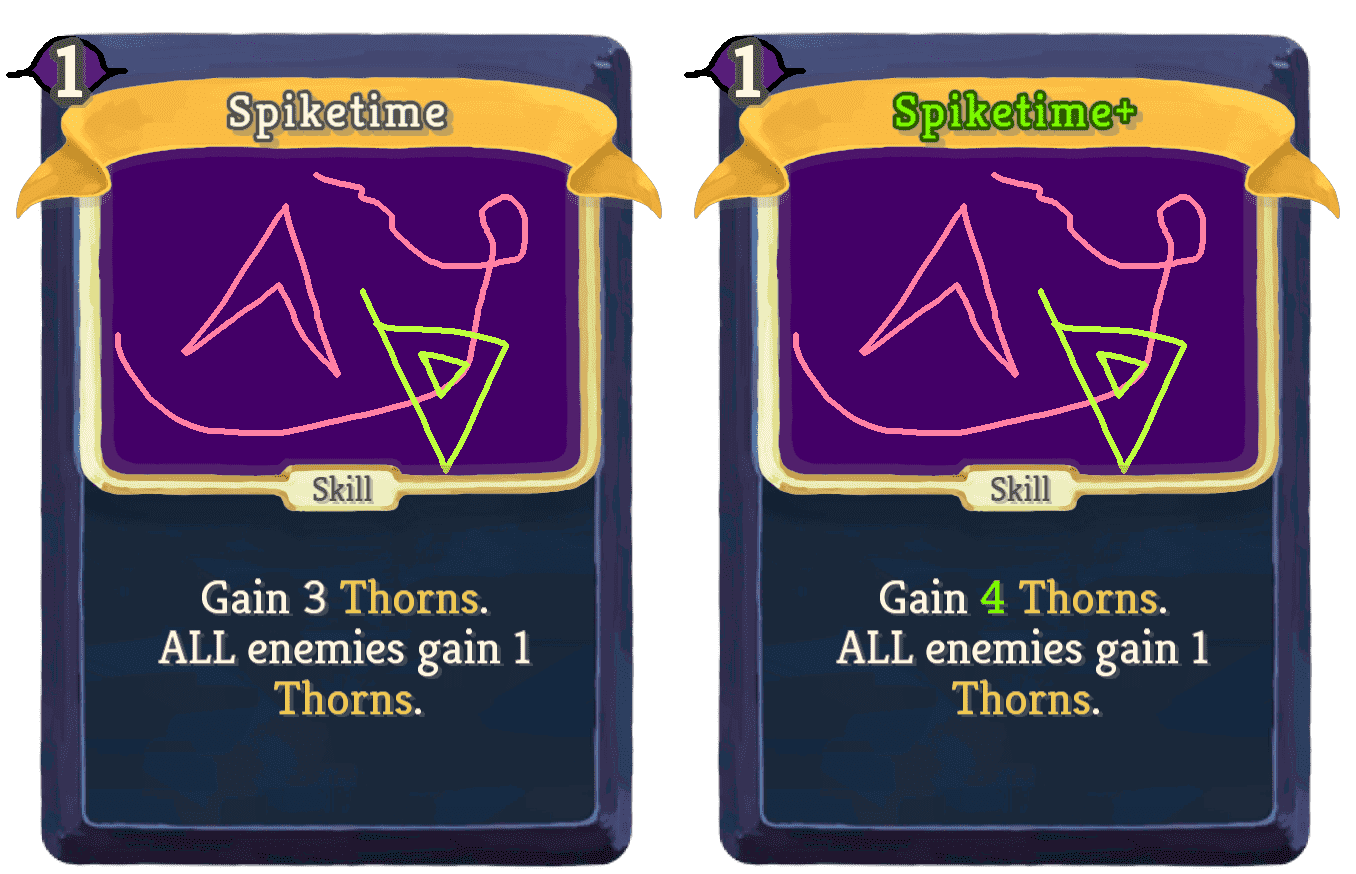 1
Spiketime
Skill
Gain 3 Thorns.
ALL enemies gain 1
Thorns.
1
Spiketime+
Skill
Gain 4 Thorns.
ALL enemies gain 1
Thorns.